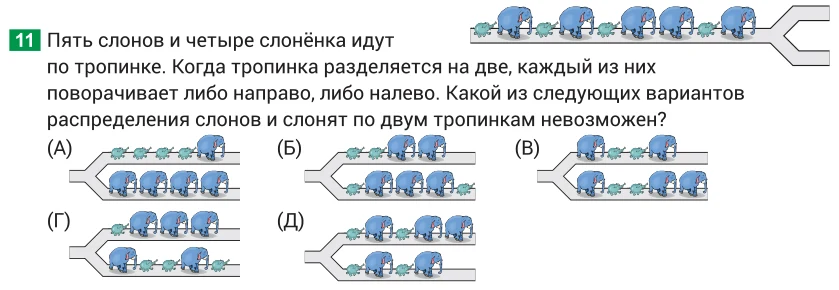 11 Пять слонов и четыре слонёнка идут
по тропинке. Когда тропинка разделяется на две, каждый из них
поворачивает либо направо, либо налево. Какой из следующих вариантов
распределения слонов и слонят по двум тропинкам невозможен?
(А) (Б) (В)
(Г) (Д)